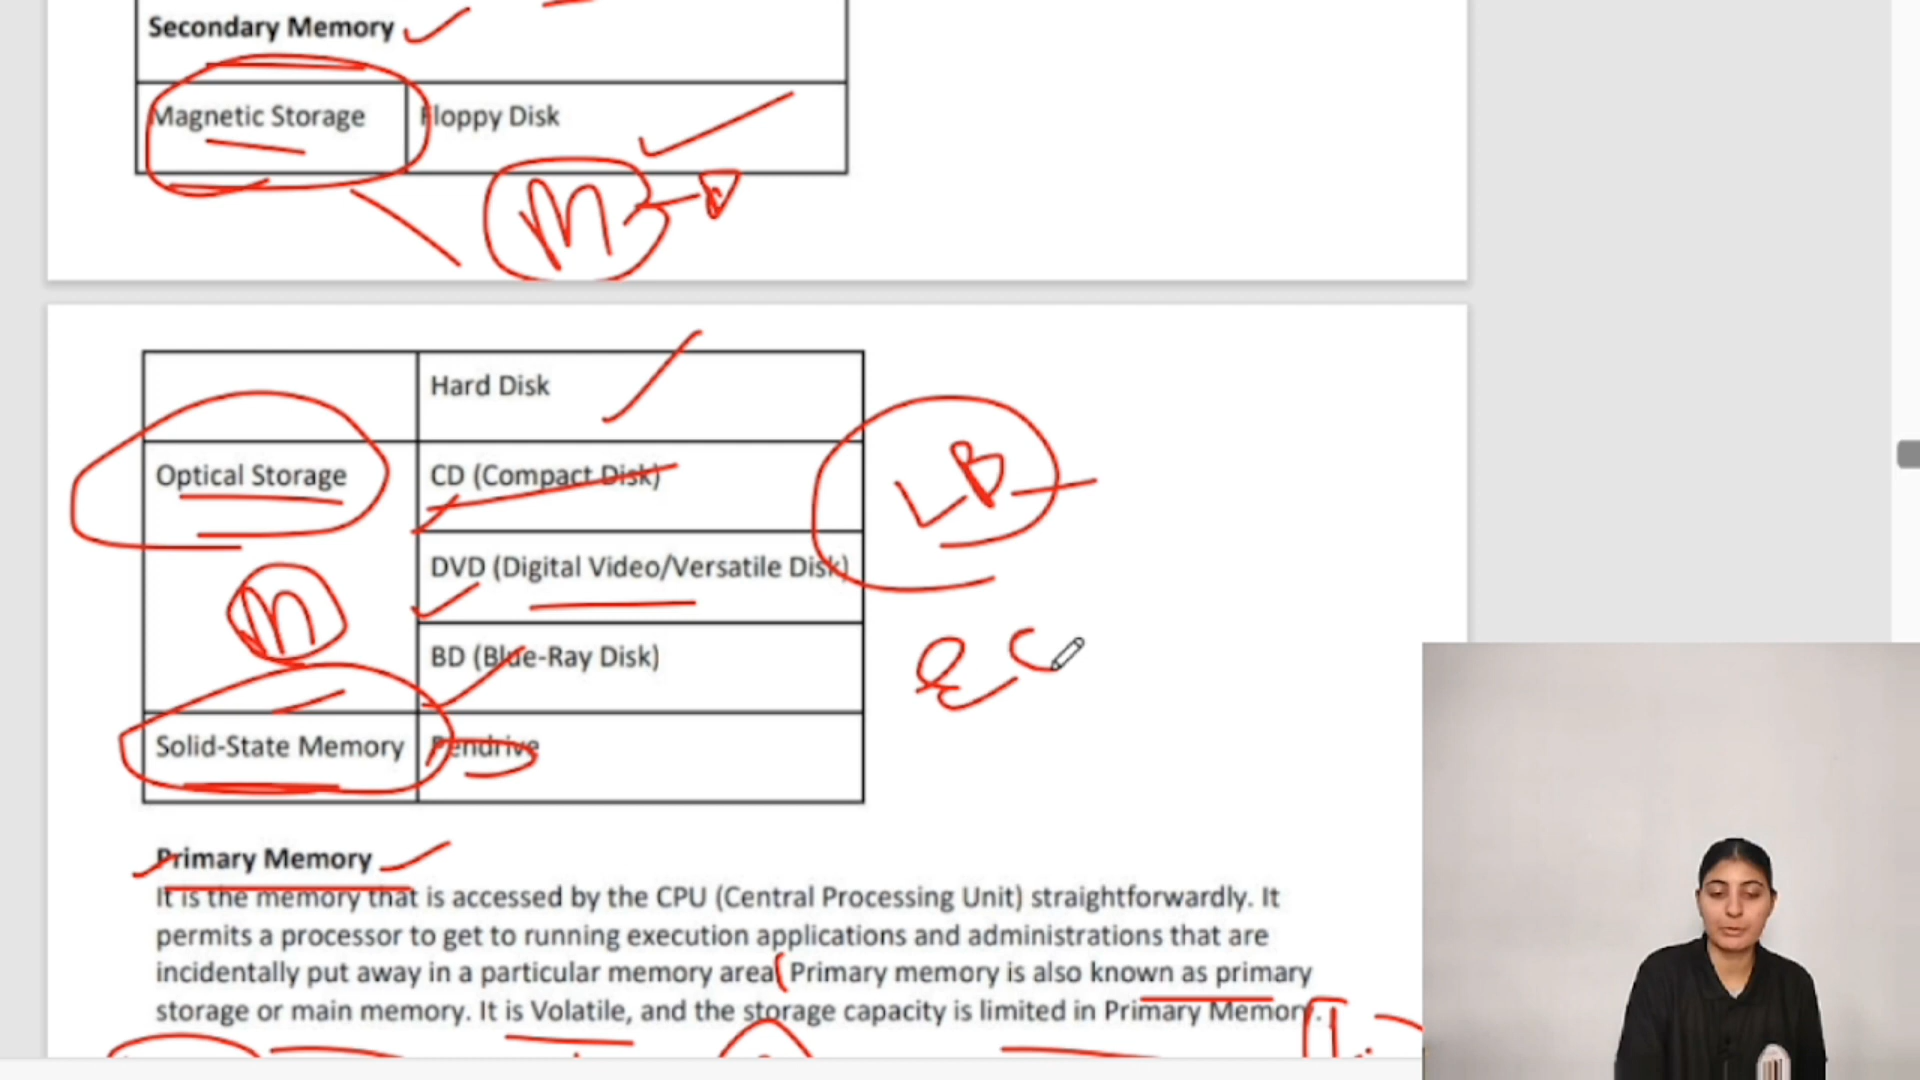 Secondary Memory
Magnetic Storage Floppy Disk
M
Hard Disk
Optical Storage CD (Compact Disk)
LB
DVD (Digital Video/Versatile Disk)
M
BD (Blue-Ray Disk)
EC
Solid-State Memory Pendrive
Primary Memory
It is the memory that is accessed by the CPU (Central Processing Unit) straightforwardly. It
permits a processor to get to running execution applications and administrations that are
incidentally put away in a particular memory area. Primary memory is also known as primary
storage or main memory. It is Volatile, and the storage capacity is limited in Primary Memory.